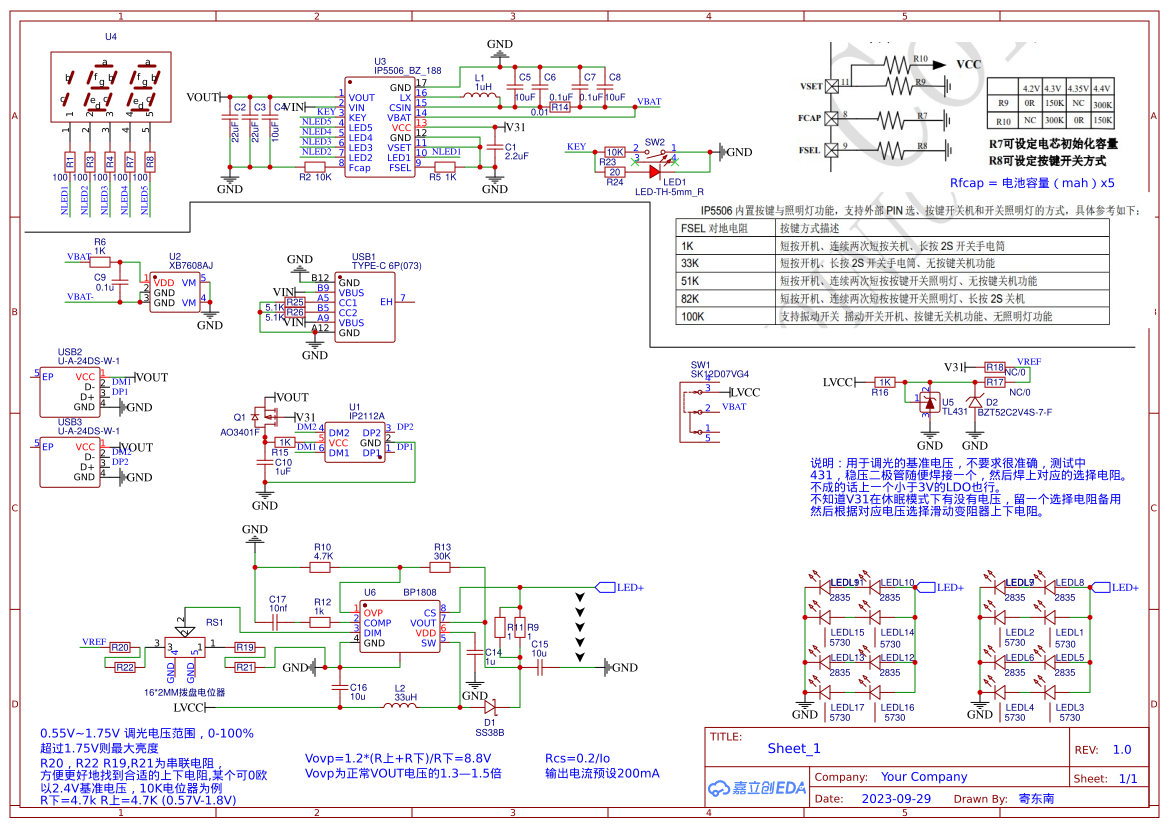 1 2 3 4 5
A
B
C
D
U4
a a
b f b f b
g g
c e d c e d c
1 2 3 4 5
R1 R3 R4 R7 R8
100 100 100 100 100
NLED1 NLED2 NLED3 NLED4 NLED5
U3
IP5506_BZ_188
VOUT
C2 C3 C4
22uF 22uF 10uF
GND
VIN
KEY
NLED5
NLED4
NLED3
NLED2
R2 10K
1 VOUT
2 VIN
3 KEY
4 LED5
5 LED4
6 LED3
7 LED2
8 Fcap
GND 17
LX 16
CSIN 15
VBAT 14
VCC 13
GND 12
VSET 11
LED1 10
FSEL 9
NLED1
R5 1K
L1
1uH
GND
C5 C6 C7 C8
10uF 0.1uF 0.1uF 10uF
R14
0.01
VBAT
V31
C1
2.2uF
GND
KEY
10K
R23
20
R24
SW2
2 1
3 4
LED1
LED-TH-5mm_R
GND
R10 VCC
VSET 11 R9
FCAP 8 R7
FSEL 9 R8
4.2V 4.3V 4.35V 4.4V
R9 0R 150K NC 300K
R10 NC 300K 0R 150K
R7可设定电芯初始化容量
R8可设定按键开关方式
Rfcap = 电池容量（mah）x5
IP5506 内置按键与照明灯功能，支持外部 PIN 选、按键开关机和开关照明灯的方式，具体参考如下；
FSEL 对地电阻 按键方式描述
1K 短按开机、连续两次短按关机、长按 2S 开关手电筒
33K 短按开机、长按 2S 开关手电筒、无按键关机功能
51K 短按开机、连续两次短按按键开关照明灯、无按键关机功能
82K 短按开机、连续两次短按按键开关照明灯、长按 2S 关机
100K 支持振动开关 摇动开关开机、按键无关机功能、无照明灯功能
R6
1K
VBAT
C9
0.1u
VBAT-
U2
XB7608AJ
1 VDD VM 5
2 GND
3 GND VM 4
GND
USB1
TYPE-C 6P(073)
GND
VIN
R25
5.1K
R26
5.1K
VIN
B12 GND
B9 VBUS
A5 CC1
B5 CC2
A9 VBUS
A12 GND
EH 7
GND
USB2
U-A-24DS-W-1
5 EP VCC 1 VOUT
D- 2 DM1
D+ 3 DP1
GND 4 GND
USB3
U-A-24DS-W-1
5 EP VCC 1 VOUT
D- 2 DM2
D+ 3 DP2
GND 4 GND
VOUT
Q1
AO3401F
V31
1K
R15
C10
1uF
GND
U1
IP2112A
DM2 4 DM2 DP2 3 DP2
5 VCC GND 2
DM1 6 DM1 DP1 1 DP1
SW1
SK12D07VG4
4
3 LVCC
2 VBAT
1
5
LVCC
1K
R16
V31
R18
NC/0
VREF
R17
NC/0
U5
TL431
1 2 3
D2
BZT52C2V4S-7-F
GND GND
说明：用于调光的基准电压，不要求很准确，测试中
431，稳压二极管随便焊接一个，然后焊上对应的选择电阻。
不成的话上一个小于3V的LDO也行。
不知道V31在休眠模式下有没有电压，留一个选择电阻备用
然后根据对应电压选择滑动变阻器上下电阻。
GND
R10
4.7K
R13
30K
C17
10nf
R12
1k
U6 BP1808
1 OVP CS 8
2 COMP VOUT 7
3 DIM VDD 6
4 GND SW 5
LED+
R11 R9
1 1
C14
1u
C15
10u
GND
GND
GND
RS1
VREF
R20
R22
3 2 1
3 4 5 1
GND GND
R19
R21
16*2MM拨盘电位器
C16
10u
LVCC
L2
33uH
D1
SS38B
LEDL9 LEDL10 LED+
2835 2835
LEDL15 LEDL14
5730 5730
LEDL13 LEDL12
2835 2835
LEDL17 LEDL16
5730 5730
GND
LEDL8 LED+
2835 2835
LEDL2 LEDL1
5730 5730
LEDL6 LEDL5
2835 2835
LEDL4 LEDL3
5730 5730
GND
0.55V~1.75V 调光电压范围，0-100%
超过1.75V则最大亮度
R20，R22 R19,R21为串联电阻，
方便更好地找到合适的上下电阻,某个可0欧
以2.4V基准电压，10K电位器为例
R下=4.7k R上=4.7K (0.57V-1.8V)
Vovp=1.2*(R上+R下)/R下=8.8V
Vovp为正常VOUT电压的1.3—1.5倍
Rcs=0.2/Io
输出电流预设200mA
TITLE:
Sheet_1
REV: 1.0
嘉立创EDA
Company: Your Company
Sheet: 1/1
Date: 2023-09-29 Drawn By: 寄东南
1 2 3 4 5